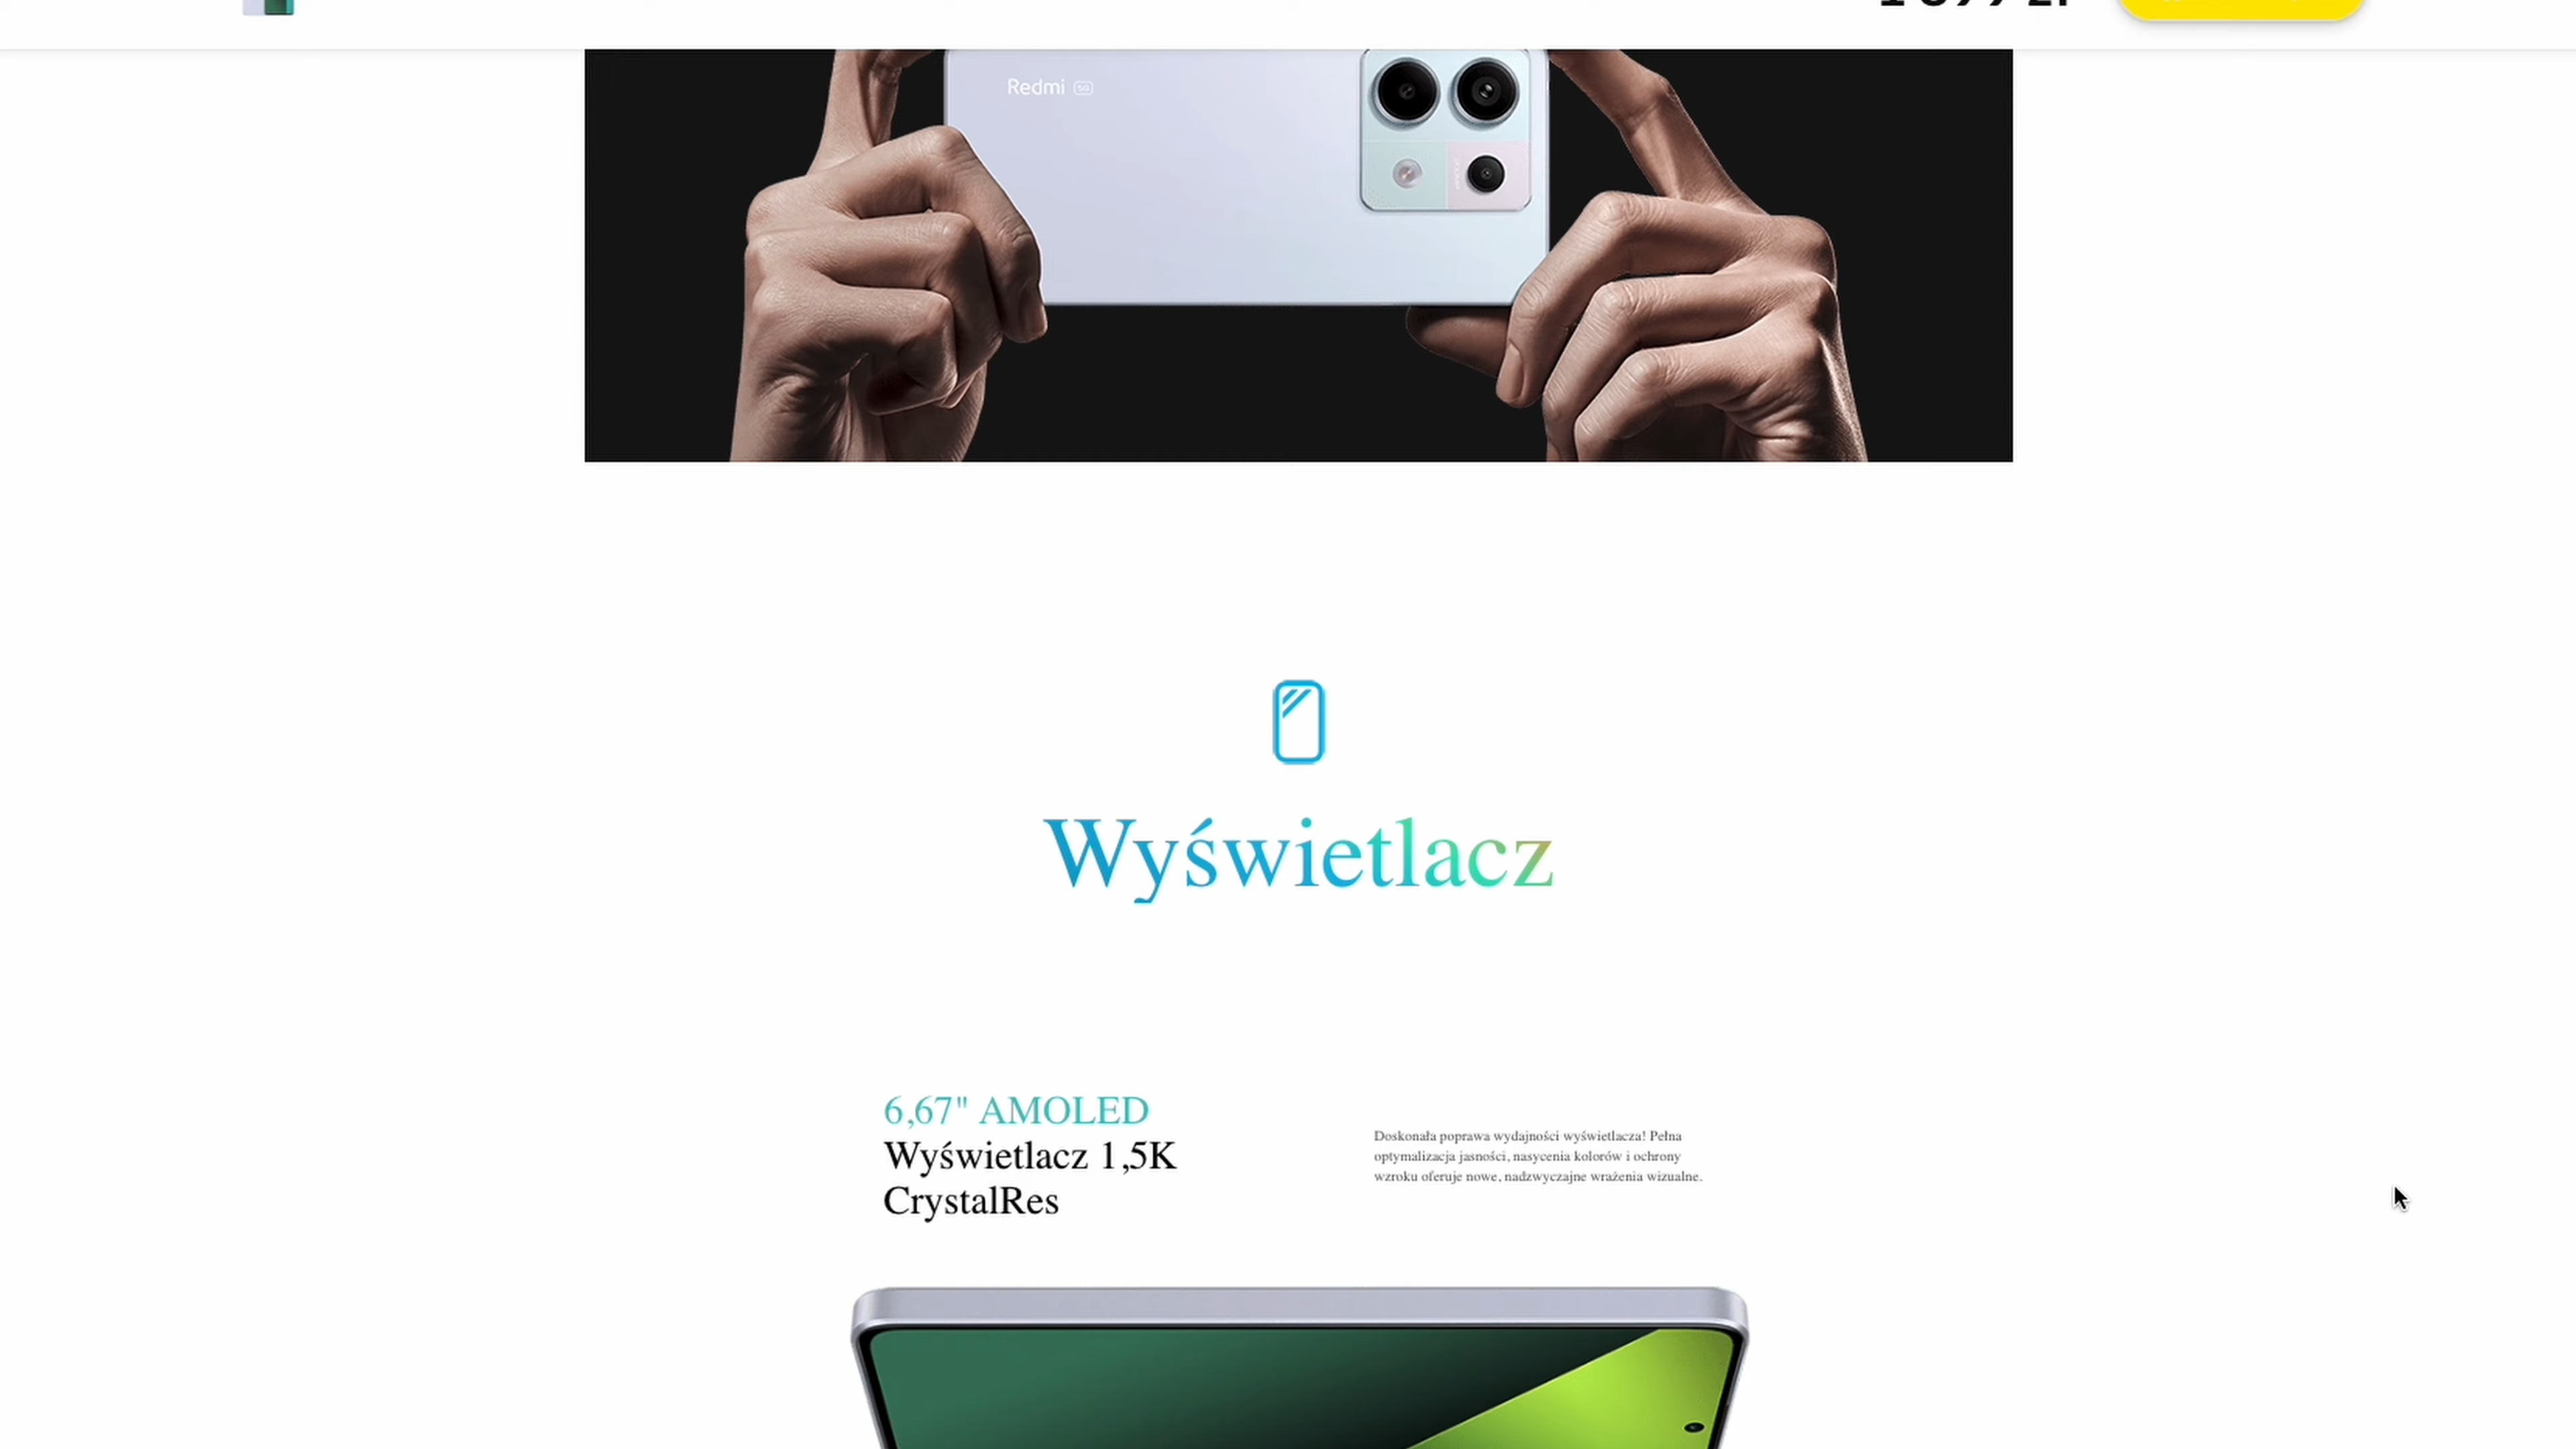 Redmi 5G
Wyświetlacz
6,67" AMOLED
Wyświetlacz 1,5K
CrystalRes
Doskonała poprawa wydajności wyświetlacza! Pełna
optymalizacja jasności, nasycenia kolorów i ochrony
wzroku oferuje nowe, nadzwyczajne wrażenia wizualne.